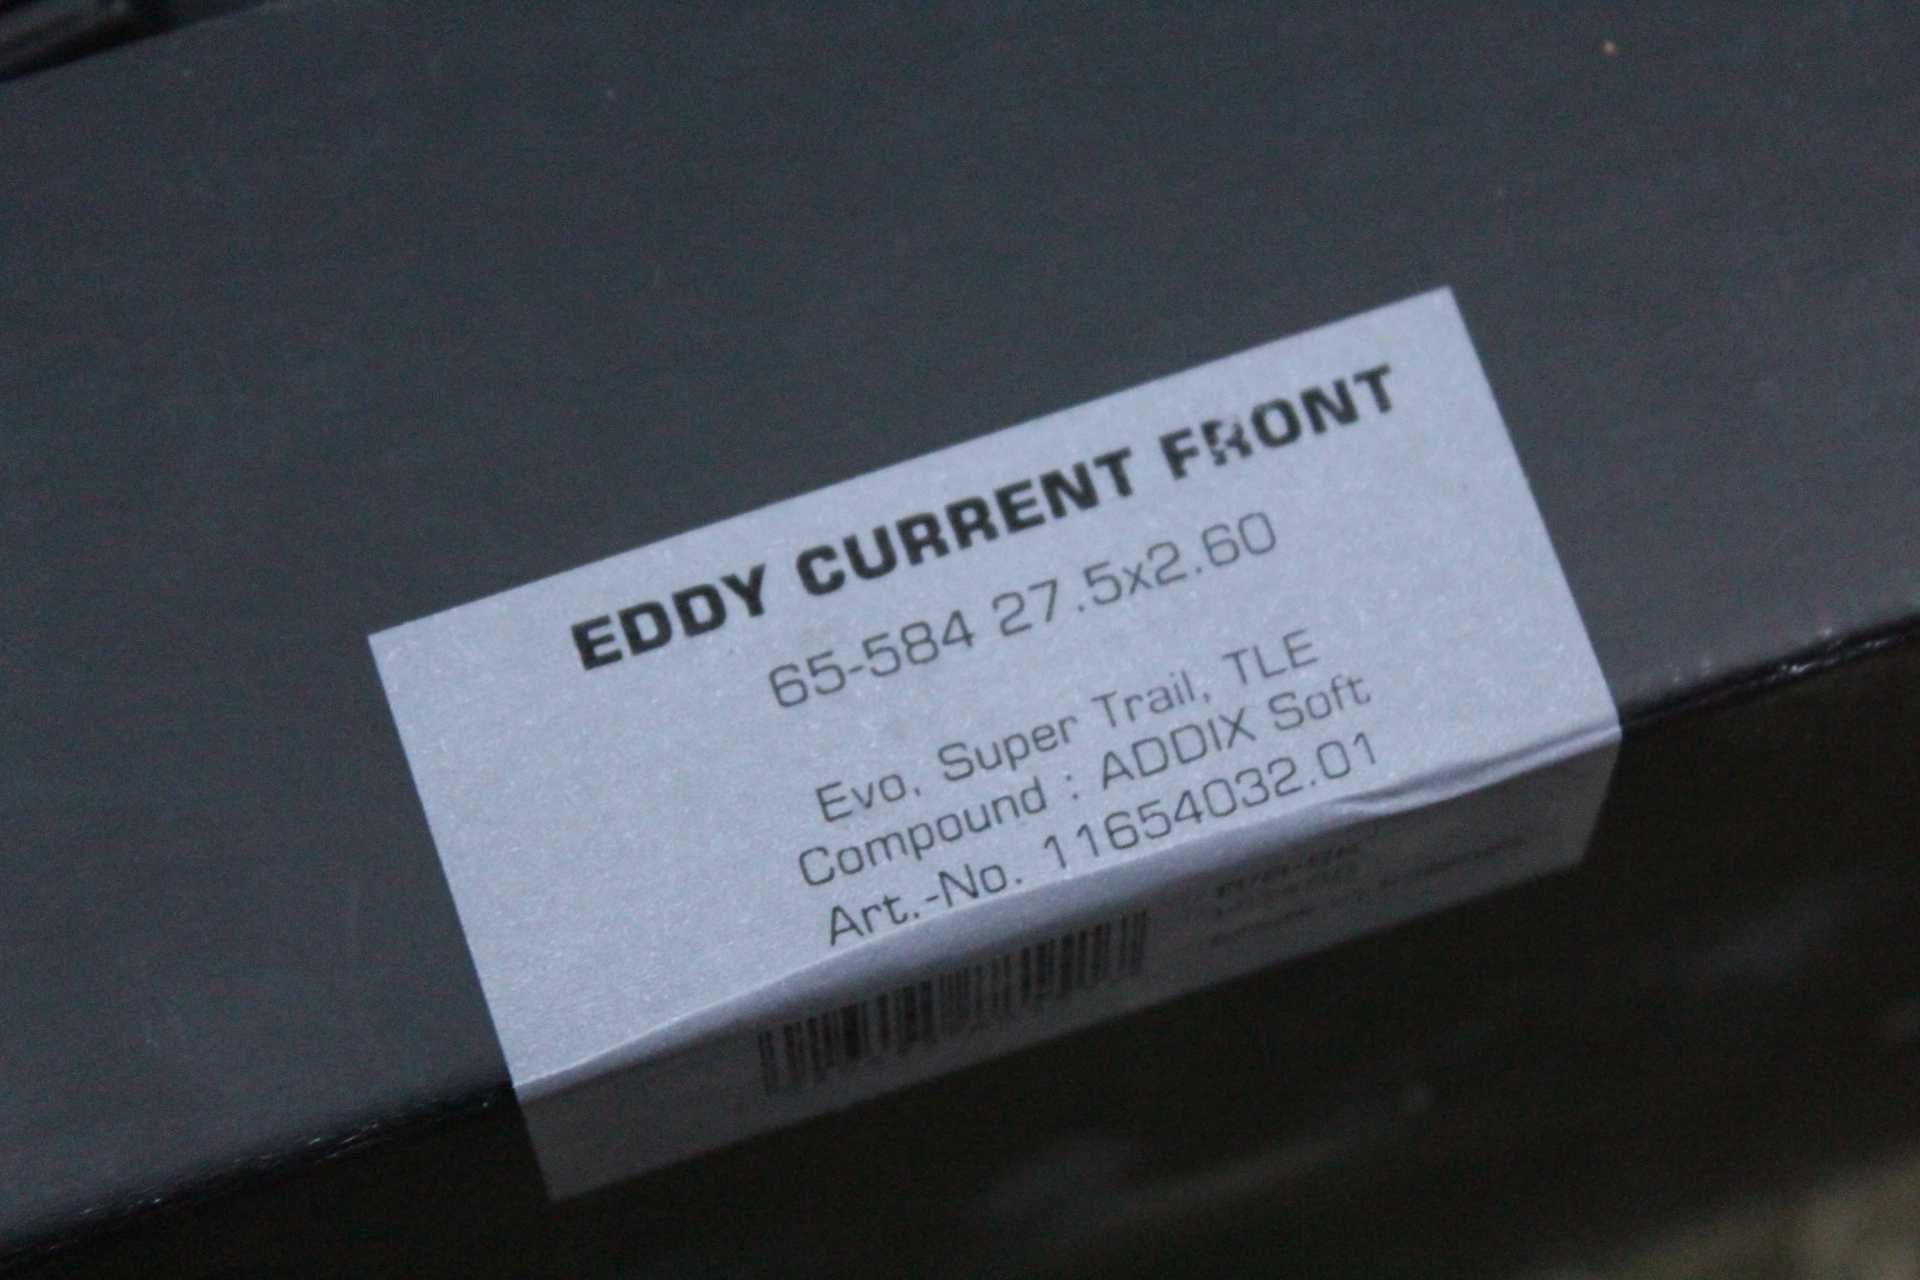 EDDY CURRENT FRONT
65-584 27.5x2.60
Evo, Super Trail, TLE
Compound : ADDIX Soft
Art.-No. 11654032.01